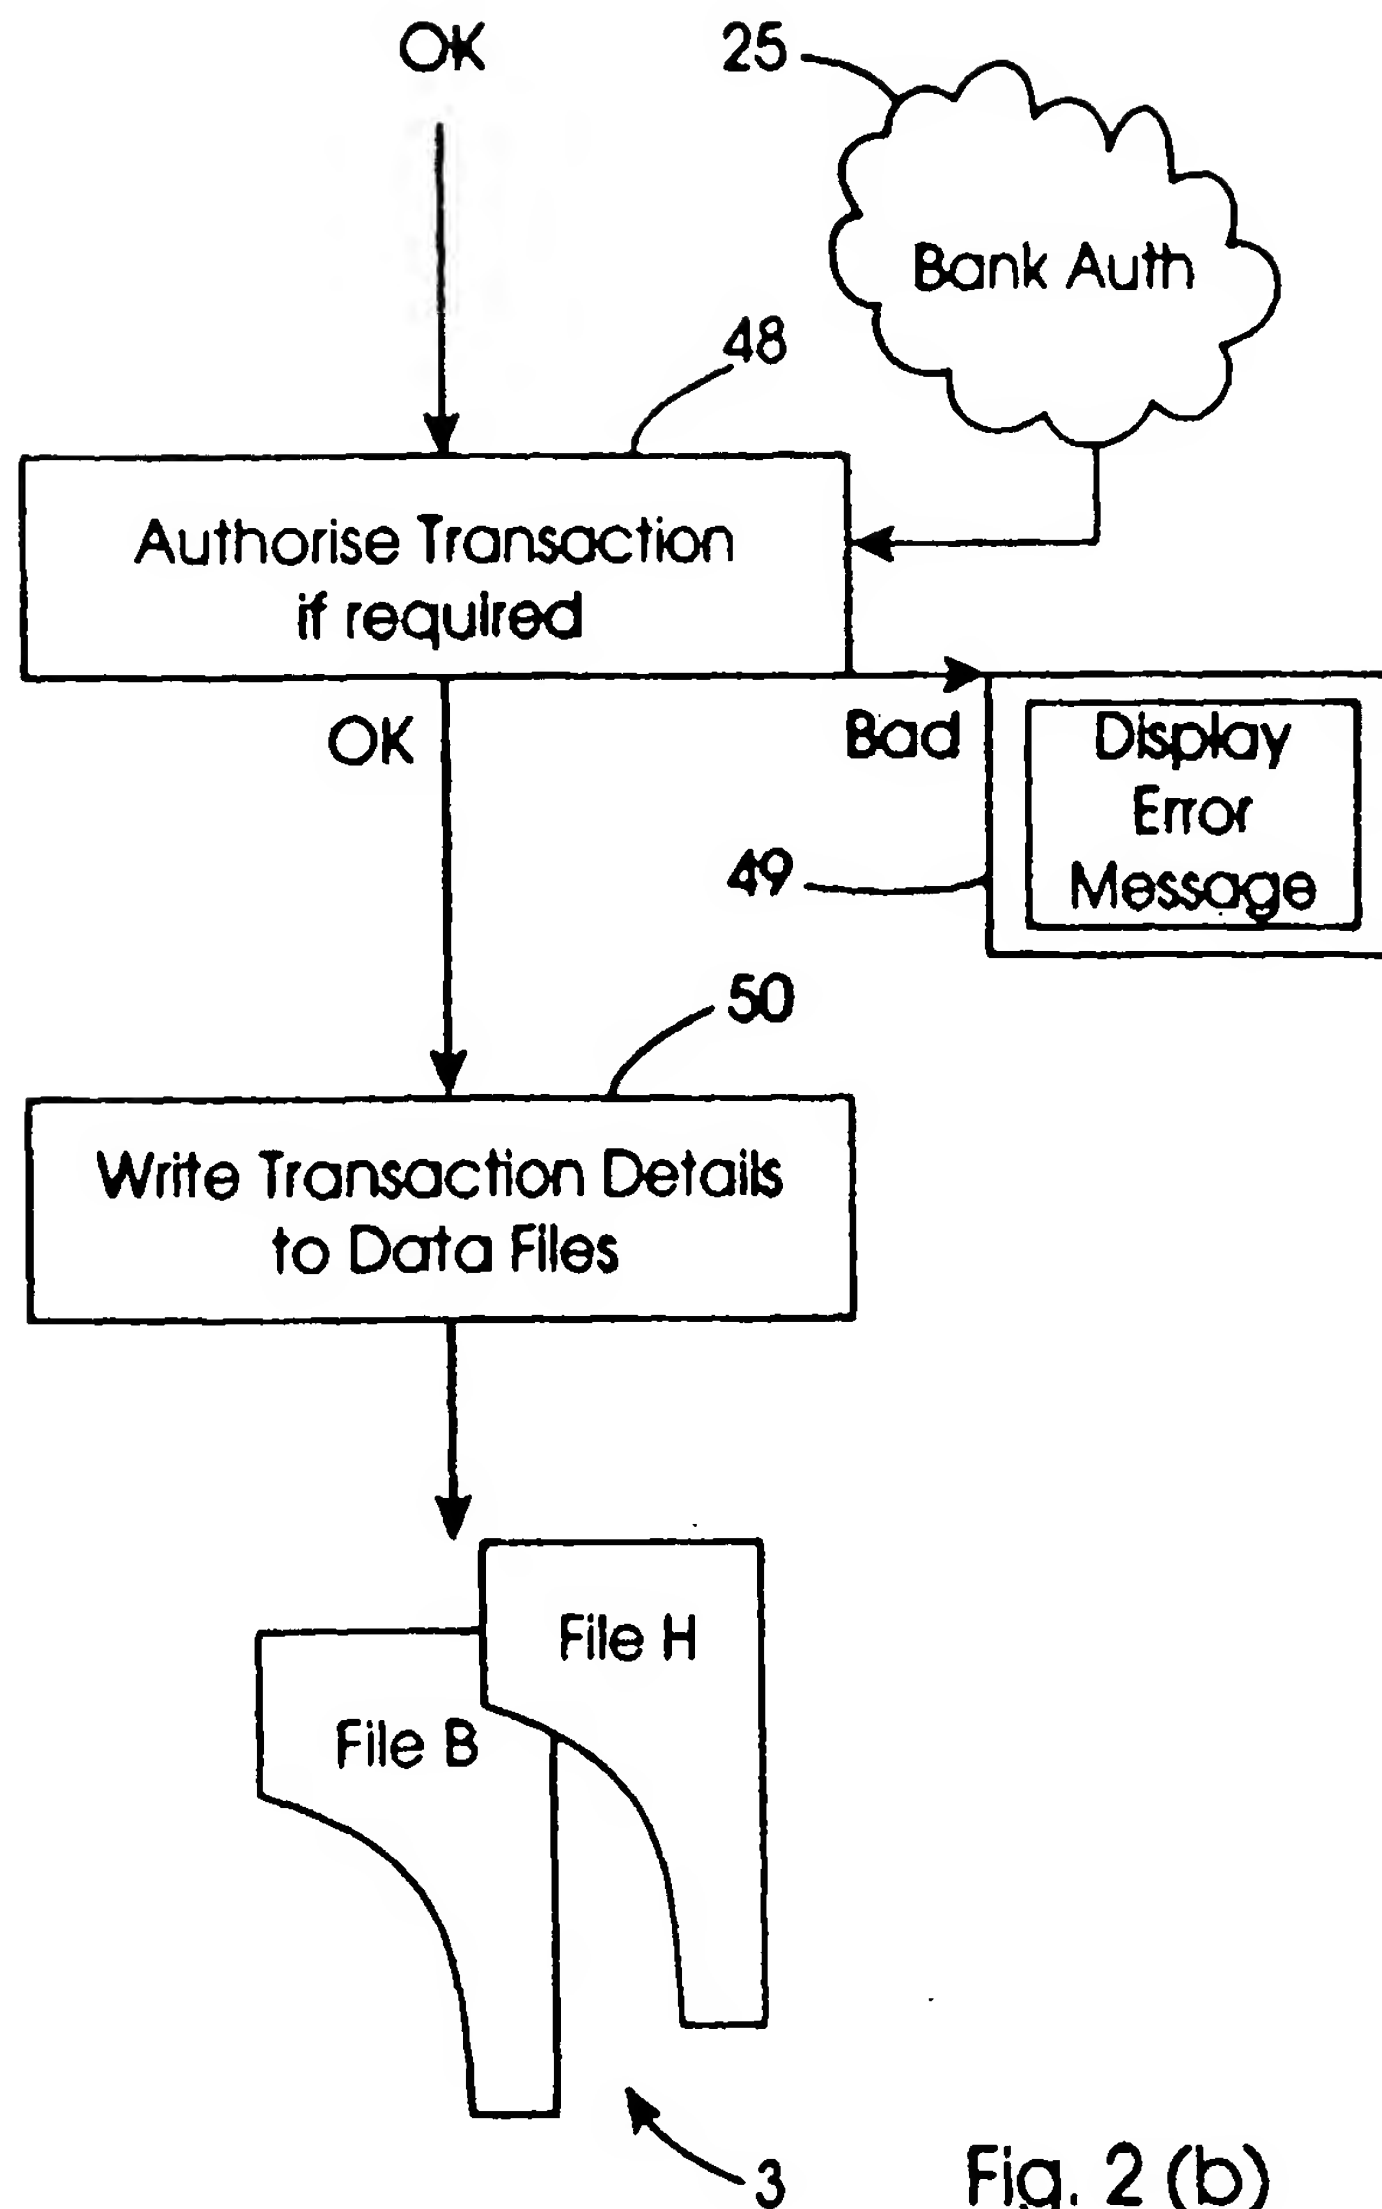 OK
25
Bank Auth
48
Authorise Transaction
if required
OK
Bad
Display
Error
Message
49
50
Write Transaction Details
to Data Files
File H
File B
3
Fig. 2 (b)